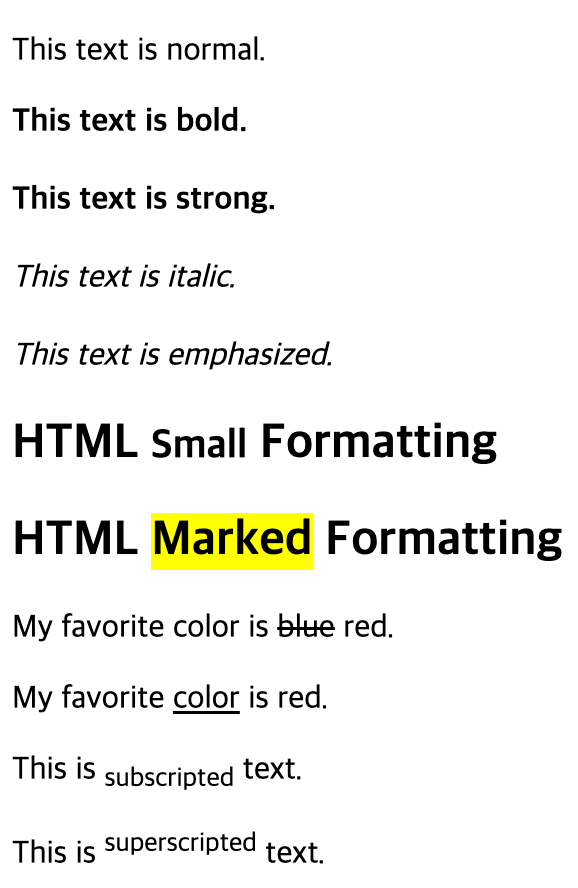 This text is normal.
This text is bold.
This text is strong.
This text is italic.
This text is emphasized.
HTML Small Formatting
HTML Marked Formatting
My favorite color is blue red.
My favorite color is red.
This is subscripted text.
This is superscripted text.